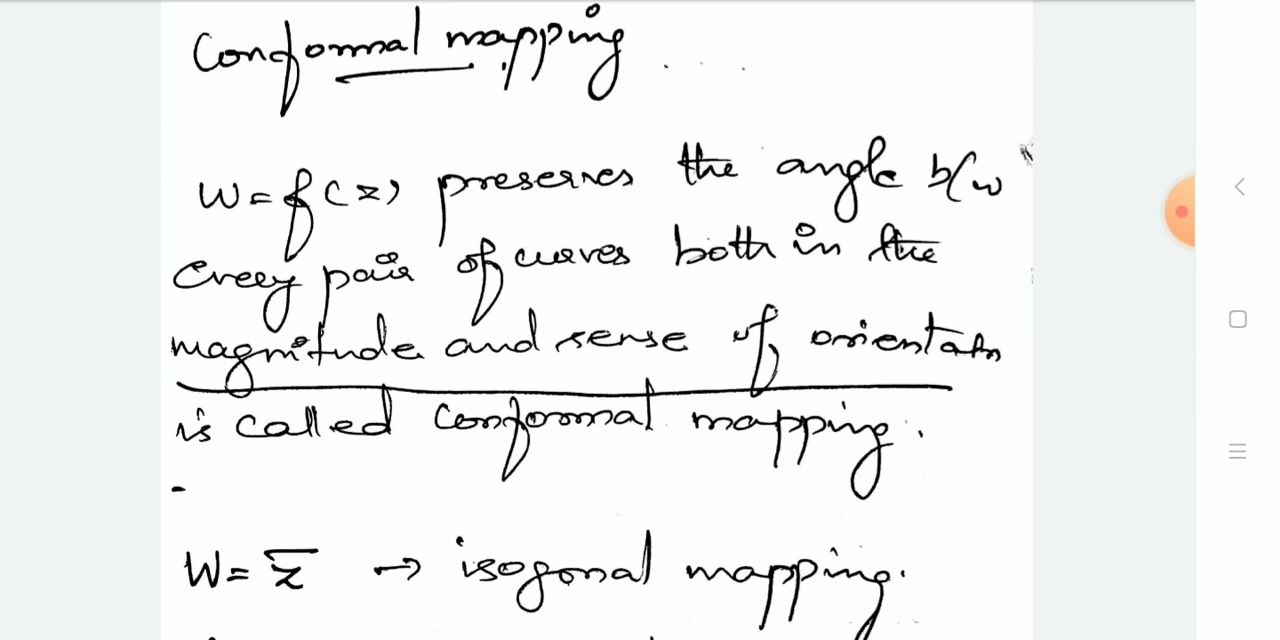 Conformal mapping
w = f(z) preserves the angle b/w
every pair of curves both in the
magnitude and sense of orientatn
is called conformal mapping.
W = z̅ → isogonal mapping.